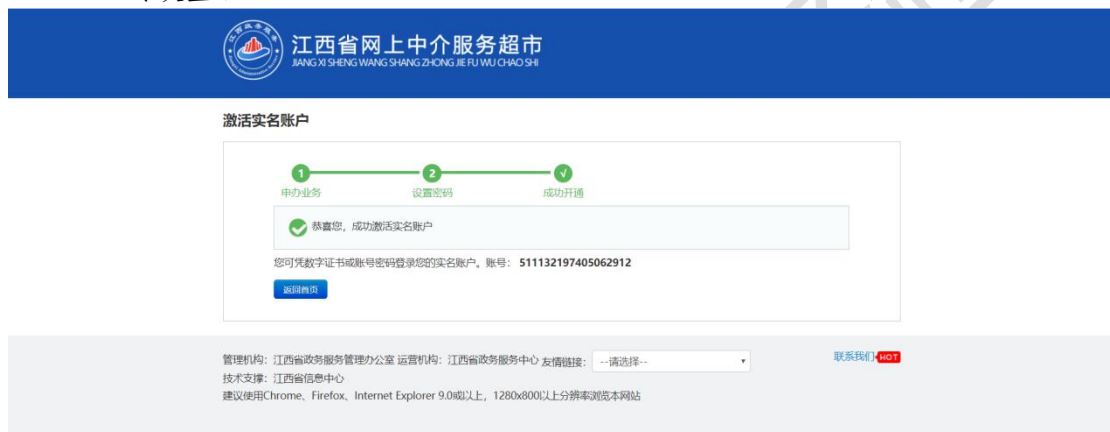 江西省网上中介服务超市
JIANG XI SHENG WANG SHANG ZHONG JIE FU WU CHAO SHI
激活实名账户
1 2 √
申办业务 设置密码 成功开通
恭喜您，成功激活实名账户
您可凭数字证书或账号密码登录您的实名账户。账号： 511132197405062912
返回首页
管理机构：江西省政务服务管理办公室 运营机构：江西省政务服务中心 友情链接： --请选择-- 联系我们 HOT
技术支撑：江西省信息中心
建议使用Chrome、Firefox、Internet Explorer 9.0或以上，1280x800以上分辨率浏览本网站